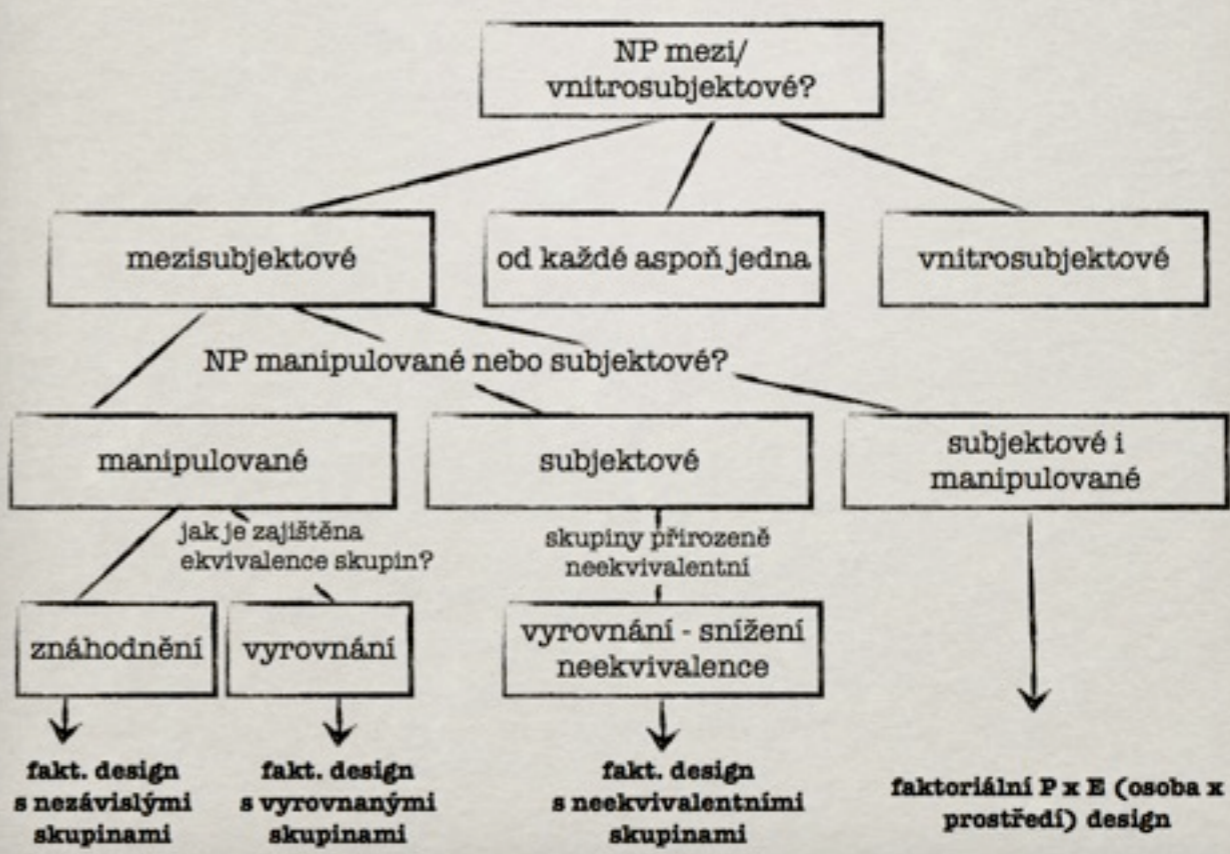 NP mezi/
vnitrosubjektové?
mezisubjektové
od každé aspoň jedna
vnitrosubjektové
NP manipulované nebo subjektové?
manipulované
subjektové
subjektové i
manipulované
jak je zajištěna
ekvivalence skupin?
skupiny přirozeně
neekvivalentní
znáhodnění
vyrovnání
vyrovnání - snížení
neekvivalence
fakt. design
s nezávislými
skupinami
fakt. design
s vyrovnanými
skupinami
fakt. design
s neekvivalentními
skupinami
faktoriální P x E (osoba x
prostředí) design